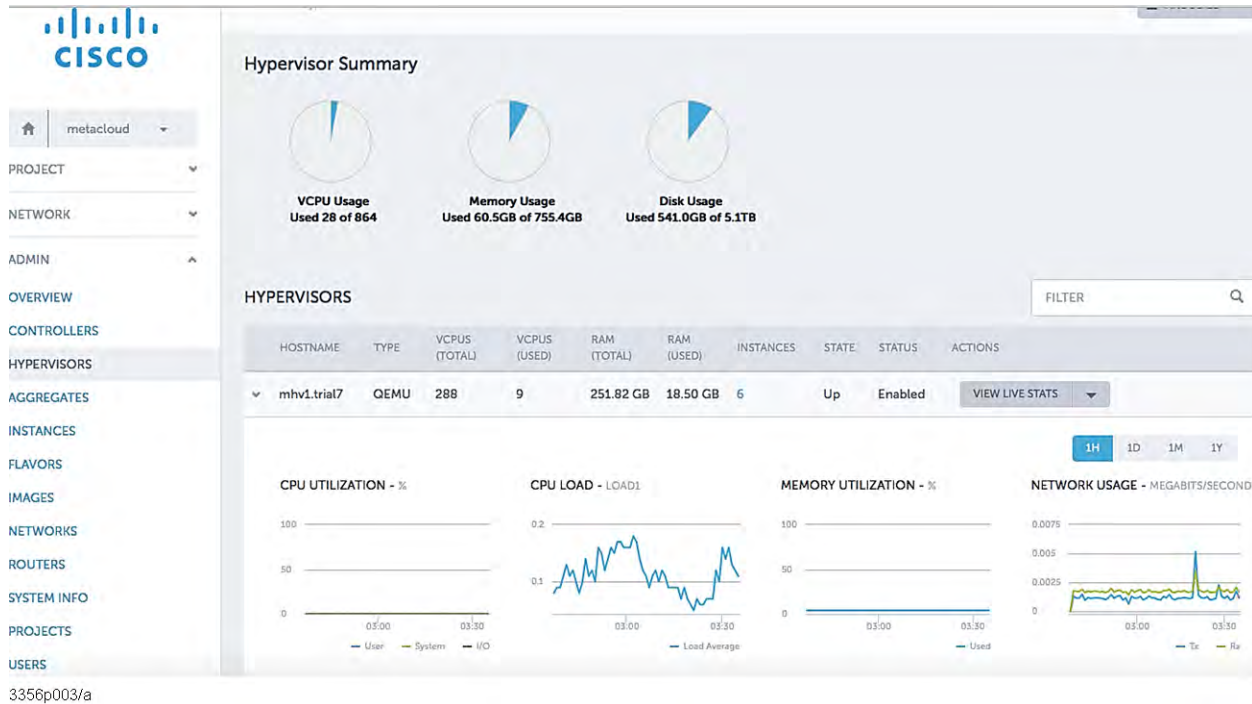 CISCO
metacloud
PROJECT
NETWORK
ADMIN
OVERVIEW
CONTROLLERS
HYPERVISORS
AGGREGATES
INSTANCES
FLAVORS
IMAGES
NETWORKS
ROUTERS
SYSTEM INFO
PROJECTS
USERS
Hypervisor Summary
VCPU Usage
Used 28 of 864
Memory Usage
Used 60.5GB of 755.4GB
Disk Usage
Used 541.0GB of 5.1TB
HYPERVISORS
FILTER
HOSTNAME TYPE VCPUS (TOTAL) VCPUS (USED) RAM (TOTAL) RAM (USED) INSTANCES STATE STATUS ACTIONS
mhv1.trial7 QEMU 288 9 251.82 GB 18.50 GB 6 Up Enabled VIEW LIVE STATS
1H 1D 1M 1Y
CPU UTILIZATION - %
100
50
0
03:00 03:30
User System I/O
CPU LOAD - LOAD1
0.2
0.1
03:00 03:30
Load Average
MEMORY UTILIZATION - %
100
50
0
03:00 03:30
Used
NETWORK USAGE - MEGABITS/SECOND
0.0075
0.005
0.0025
0
03:00 03:30
Tx Rx
3356p003/a